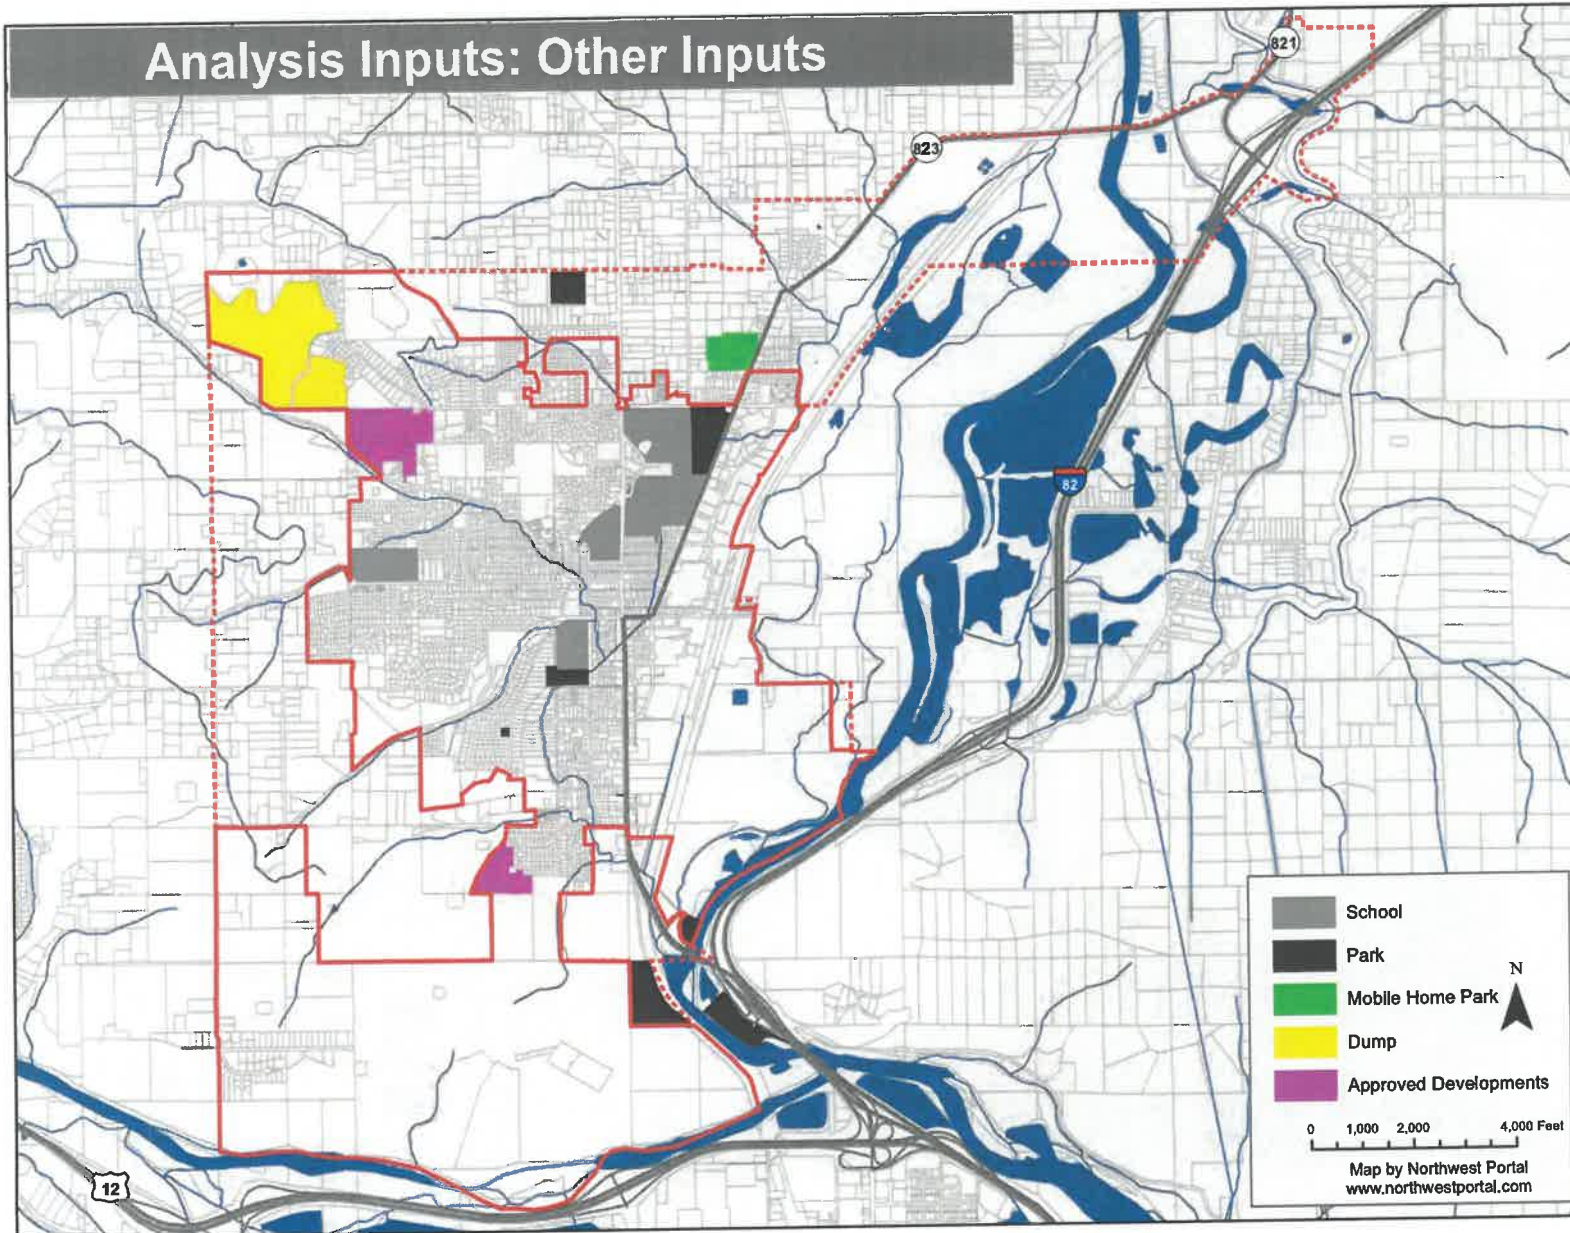 Analysis Inputs: Other Inputs
821
823
82
12
School
Park
Mobile Home Park
Dump
Approved Developments
N
0 1,000 2,000 4,000 Feet
Map by Northwest Portal
www.northwestportal.com